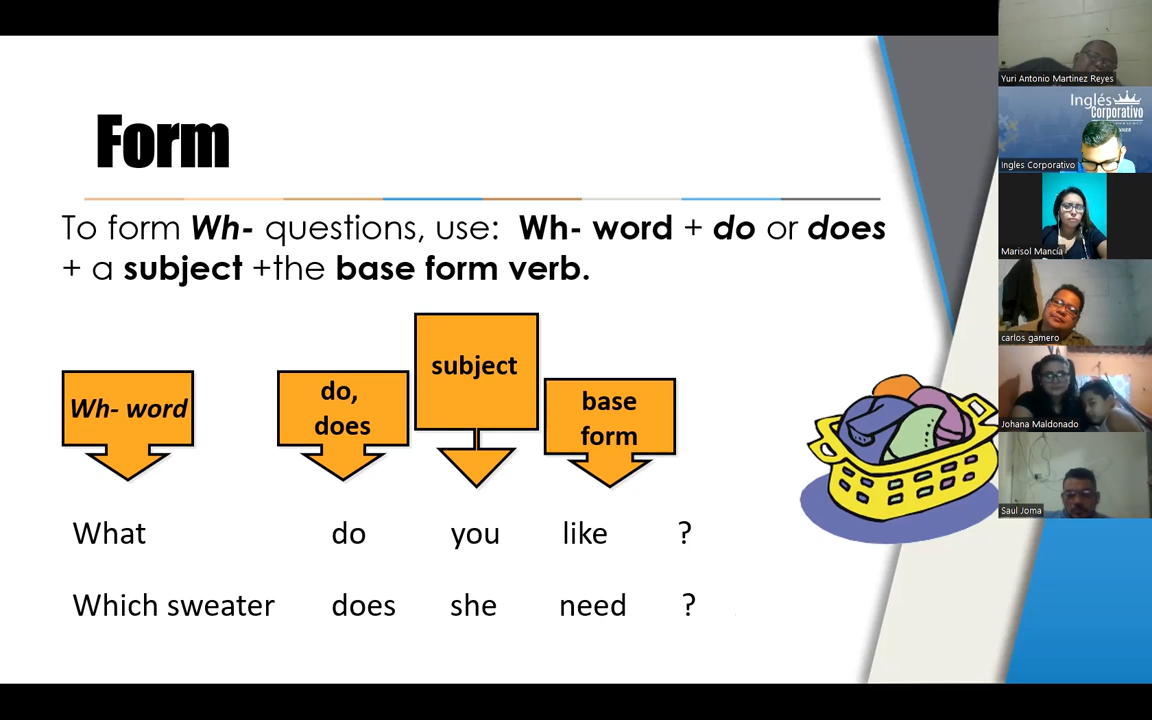 Form
To form Wh- questions, use: Wh- word + do or does
+ a subject +the base form verb.
Wh- word
do,
does
subject
base
form
What do you like ?
Which sweater does she need ?
Yuri Antonio Martinez Reyes
Inglés
Corporativo
Ingles Corporativo
Marisol Mancía
carlos gamero
Johana Maldonado
Saul Joma